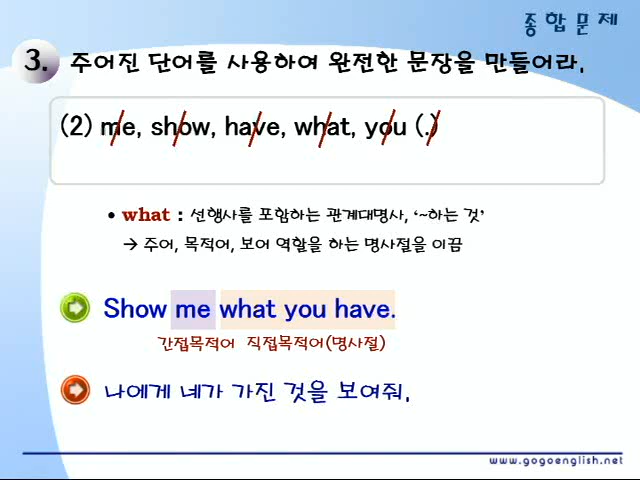 종합문제
3. 주어진 단어를 사용하여 완전한 문장을 만들어라.
(2) me, show, have, what, you (.)
• what : 선행사를 포함하는 관계대명사, ‘~하는 것’
→ 주어, 목적어, 보어 역할을 하는 명사절을 이끔
Show me what you have.
간접목적어 직접목적어(명사절)
나에게 네가 가진 것을 보여줘.
www.gogoenglish.net